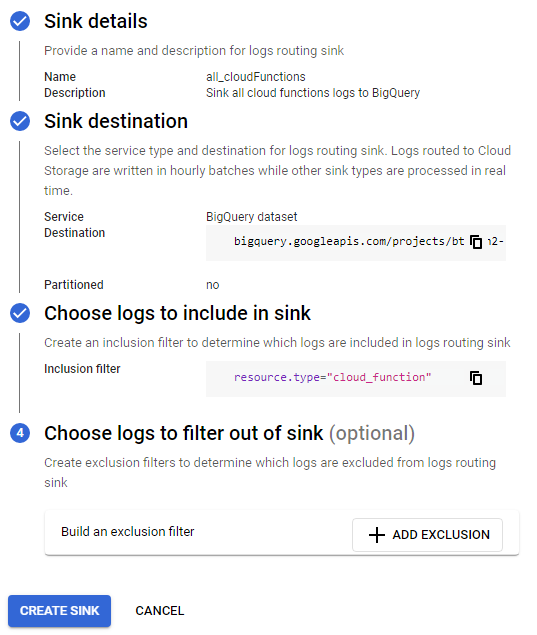 Sink details
Provide a name and description for logs routing sink
Name all_cloudFunctions
Description Sink all cloud functions logs to BigQuery
Sink destination
Select the service type and destination for logs routing sink. Logs routed to Cloud
Storage are written in hourly batches while other sink types are processed in real
time.
Service BigQuery dataset
Destination bigquery.googleapis.com/projects/bt
Partitioned no
Choose logs to include in sink
Create an inclusion filter to determine which logs are included in logs routing sink
Inclusion filter resource.type="cloud_function"
4 Choose logs to filter out of sink (optional)
Create exclusion filters to determine which logs are excluded from logs routing
sink
Build an exclusion filter ADD EXCLUSION
CREATE SINK CANCEL